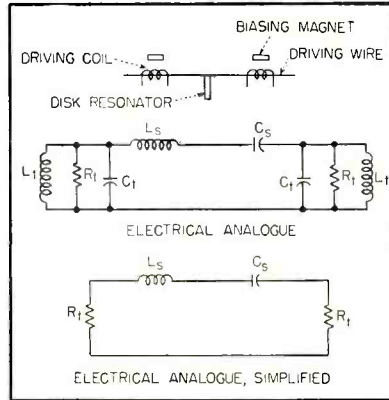 BIASING MAGNET
DRIVING COIL
DRIVING WIRE
DISK RESONATOR
Ls Cs
Lt Rt Ct Ct Rt Lt
ELECTRICAL ANALOGUE
Ls Cs
Rt Rt
ELECTRICAL ANALOGUE, SIMPLIFIED